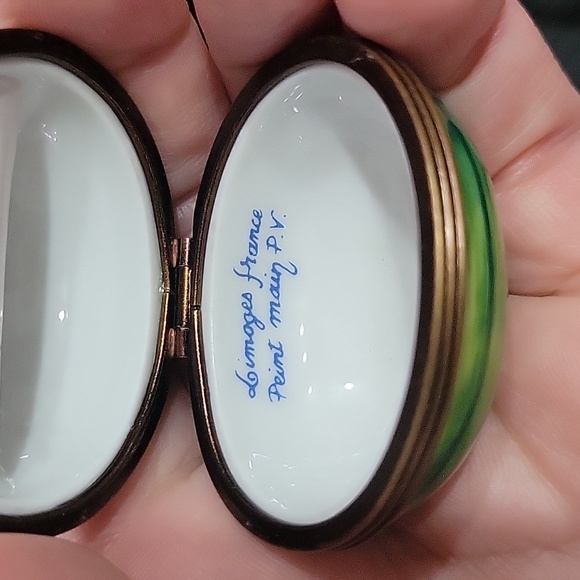 Limoges france
Peint main P.V.